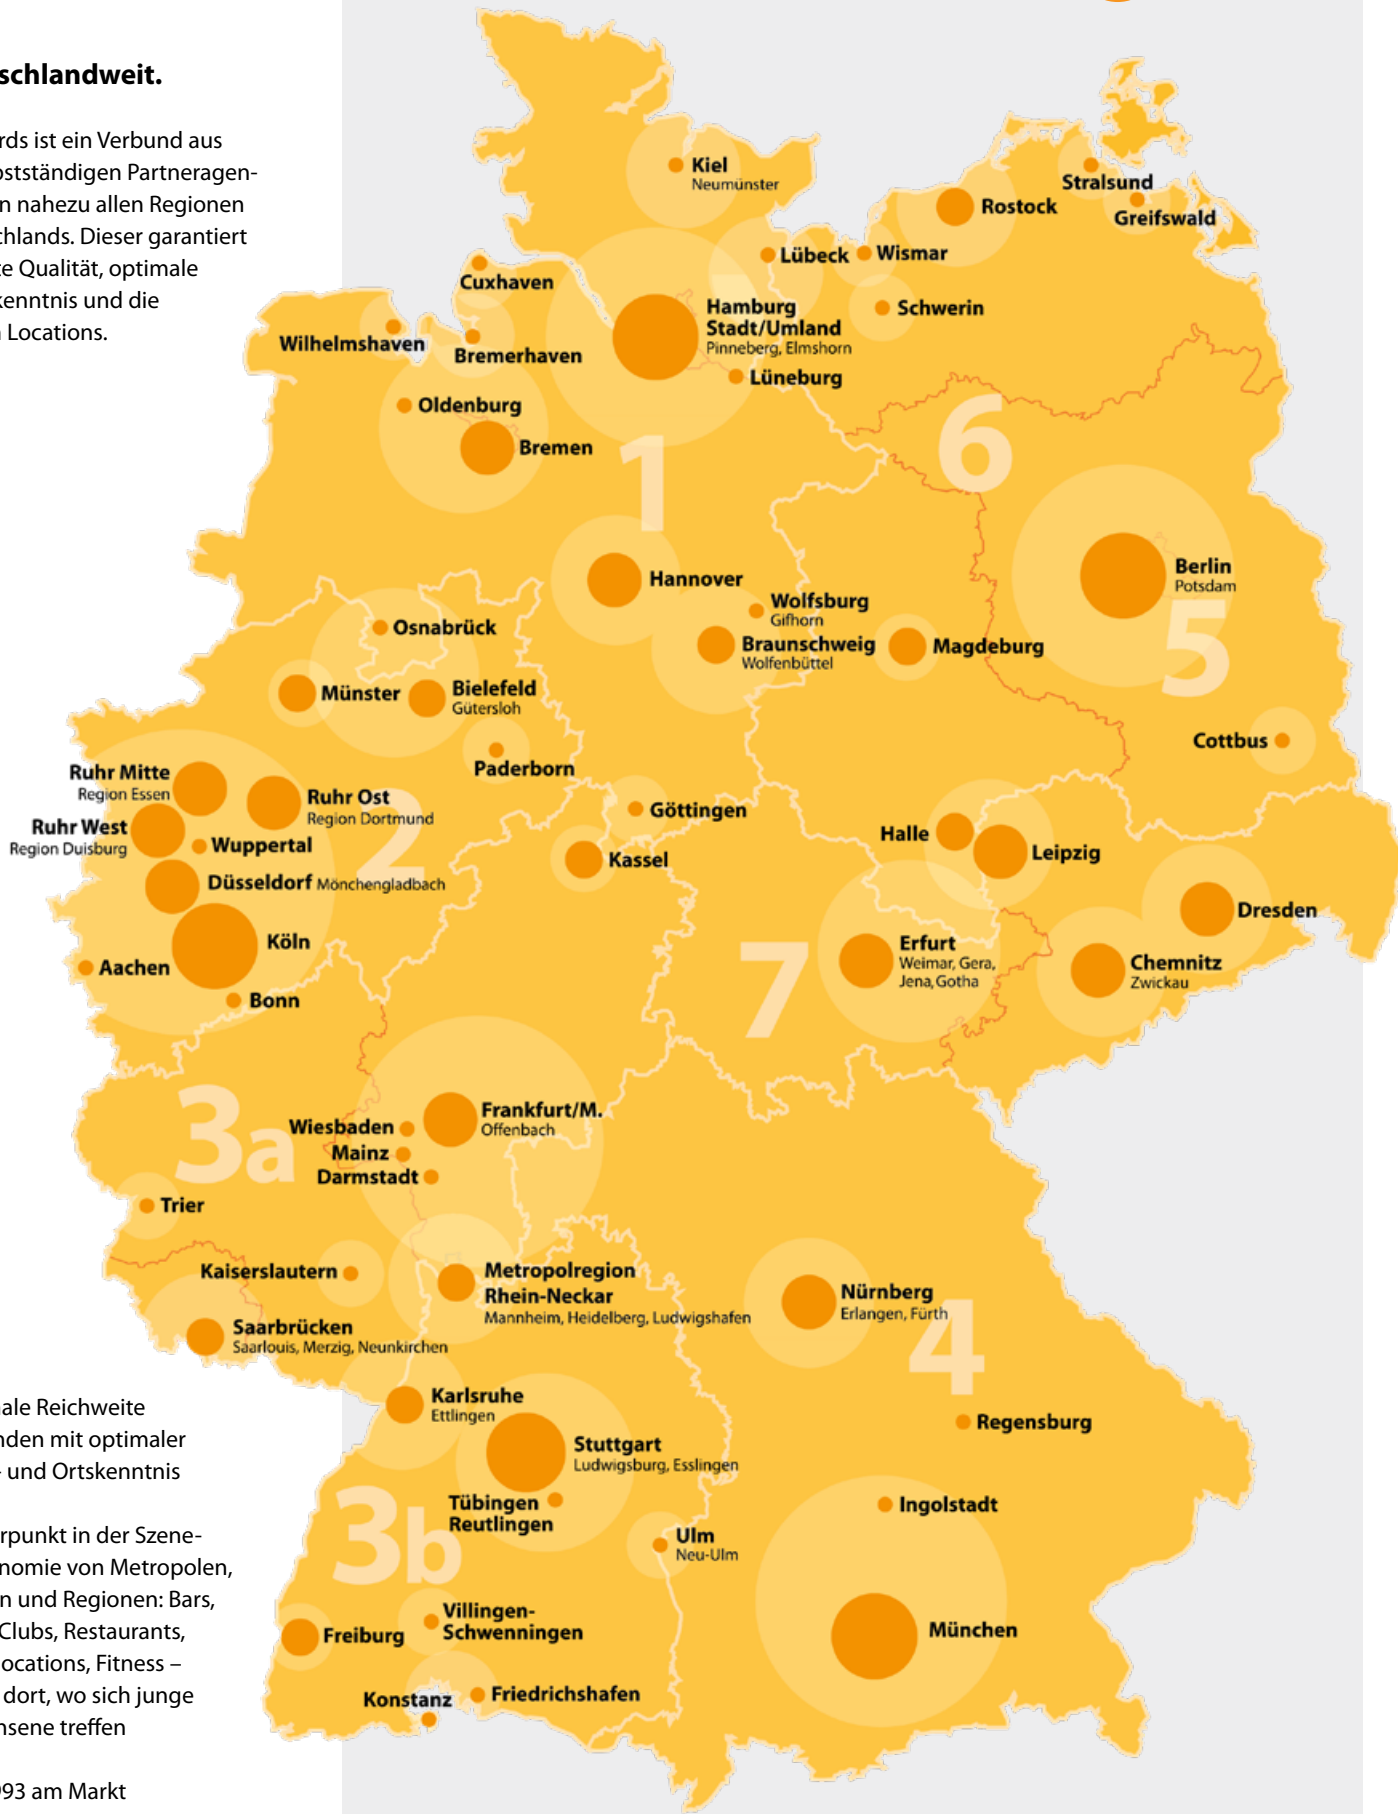 schlandweit.
rds ist ein Verbund aus
ostständigen Partneragen-
n nahezu allen Regionen
chlands. Dieser garantiert
te Qualität, optimale
kenntnis und die
n Locations.
Kiel
Neumünster
Stralsund
Rostock
Greifswald
Lübeck
Wismar
Cuxhaven
Hamburg
Stadt/Umland
Pinneberg, Elmshorn
Schwerin
Wilhelmshaven
Bremerhaven
Lüneburg
Oldenburg
Bremen
1
6
Hannover
Berlin
Potsdam
Wolfsburg
Gifhorn
5
Osnabrück
Braunschweig
Wolfenbüttel
Magdeburg
Münster
Bielefeld
Gütersloh
Cottbus
Paderborn
Ruhr Mitte
Region Essen
Ruhr Ost
Region Dortmund
2
Göttingen
Ruhr West
Region Duisburg
Wuppertal
Kassel
Halle
Leipzig
Düsseldorf Mönchengladbach
Dresden
Köln
Aachen
Bonn
7
Erfurt
Weimar, Gera,
Jena, Gotha
Chemnitz
Zwickau
3a
Frankfurt/M.
Offenbach
Wiesbaden
Mainz
Darmstadt
Trier
Kaiserslautern
Metropolregion
Rhein-Neckar
Mannheim, Heidelberg, Ludwigshafen
Nürnberg
Erlangen, Fürth
4
Saarbrücken
Saarlouis, Merzig, Neunkirchen
Karlsruhe
Ettlingen
Regensburg
Stuttgart
Ludwigsburg, Esslingen
Tübingen
Reutlingen
Ingolstadt
3b
Ulm
Neu-Ulm
Villingen-
Schwenningen
Freiburg
München
Konstanz
Friedrichshafen
nale Reichweite
nden mit optimaler
- und Ortskenntnis
rpunkt in der Szene-
nomie von Metropolen,
n und Regionen: Bars,
Clubs, Restaurants,
ocations, Fitness –
dort, wo sich junge
nsene treffen
993 am Markt